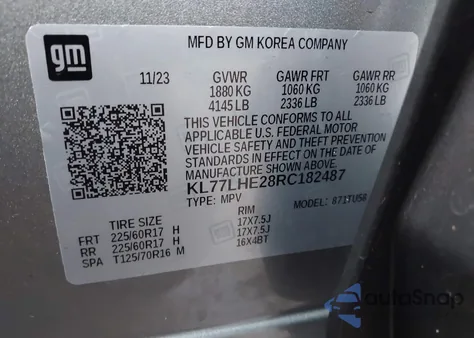 gm
MFD BY GM KOREA COMPANY
11/23 GVWR GAWR FRT GAWR RR
1880 KG 1060 KG 1060 KG
4145 LB 2336 LB 2336 LB
THIS VEHICLE CONFORMS TO ALL
APPLICABLE U.S. FEDERAL MOTOR
VEHICLE SAFETY AND THEFT PREVENTION
STANDARDS IN EFFECT ON THE DATE OF
MANUFACTURE SHOWN ABOVE.
KL77LHE28RC182487
TYPE: MPV MODEL:
TIRE SIZE RIM
FRT 225/60R17 H 17X7.5J
RR 225/60R17 H 17X7.5J
SPA T125/70R16 M 16X4BT
AutoSnap